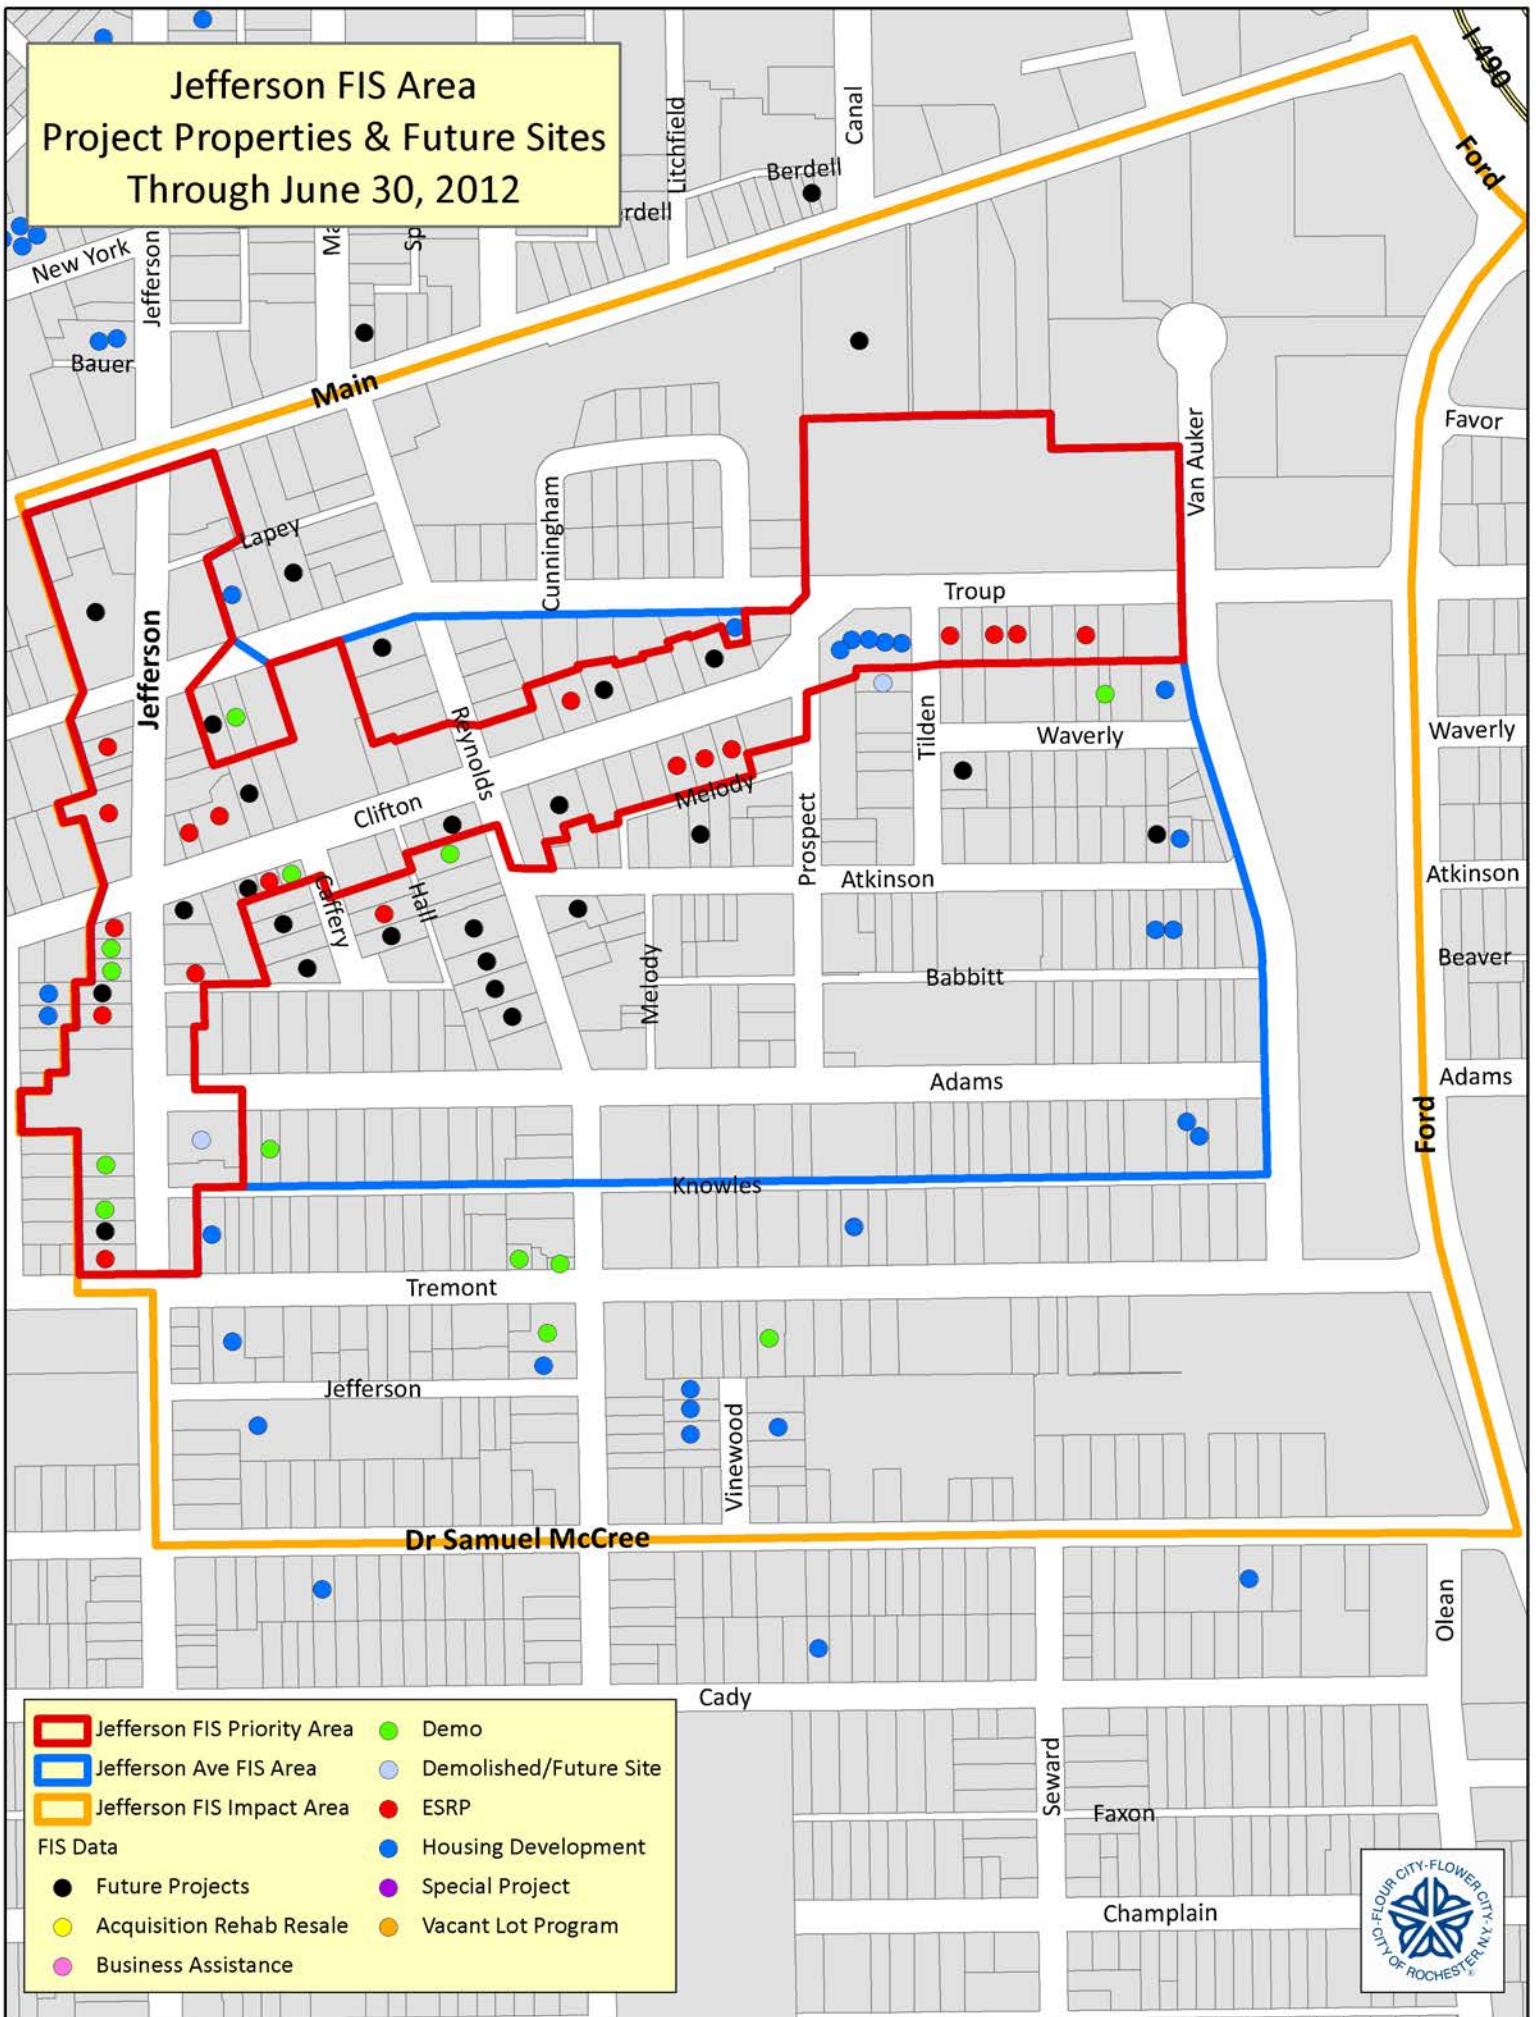 Jefferson FIS Area
Project Properties & Future Sites
Through June 30, 2012
I-490
Ford
Litchfield
Canal
Berdell
erdell
Ma
Sp
New York
Jefferson
Bauer
Main
Favor
Van Auker
Lapey
Cunningham
Troup
Jefferson
Reynolds
Tilden
Waverly
Waverly
Clifton
Melody
Prospect
Atkinson
Atkinson
Caffery
Hall
Melody
Babbitt
Beaver
Adams
Adams
Ford
Knowles
Tremont
Jefferson
Vinewood
Dr Samuel McCree
Olean
Cady
Seward
Faxon
Champlain
Jefferson FIS Priority Area
Jefferson Ave FIS Area
Jefferson FIS Impact Area
FIS Data
Future Projects
Acquisition Rehab Resale
Business Assistance
Demo
Demolished/Future Site
ESRP
Housing Development
Special Project
Vacant Lot Program
FLOUR CITY-FLOWER CITY
CITY OF ROCHESTER, N.Y.